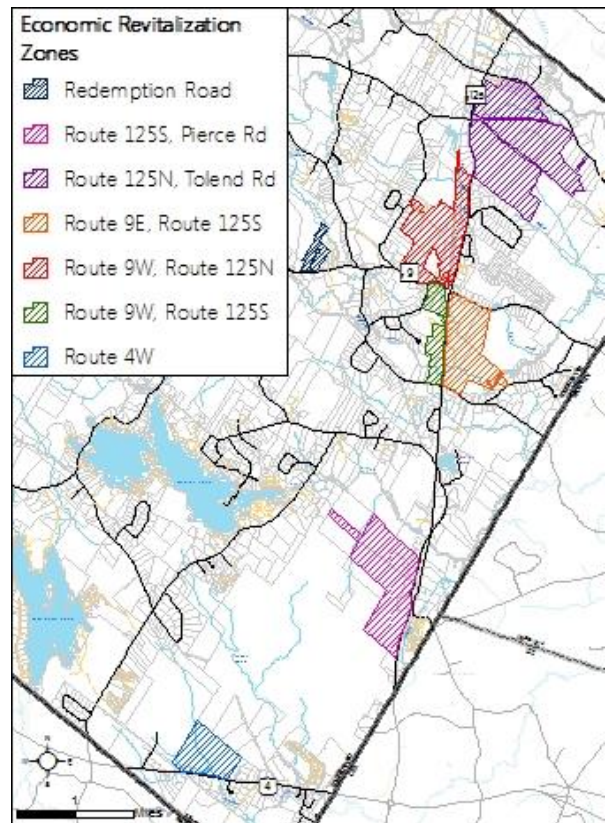 Economic Revitalization
Zones
Redemption Road
Route 125S, Pierce Rd
Route 125N, Tolend Rd
Route 9E, Route 125S
Route 9W, Route 125N
Route 9W, Route 125S
Route 4W
125
9
4
1
Miles